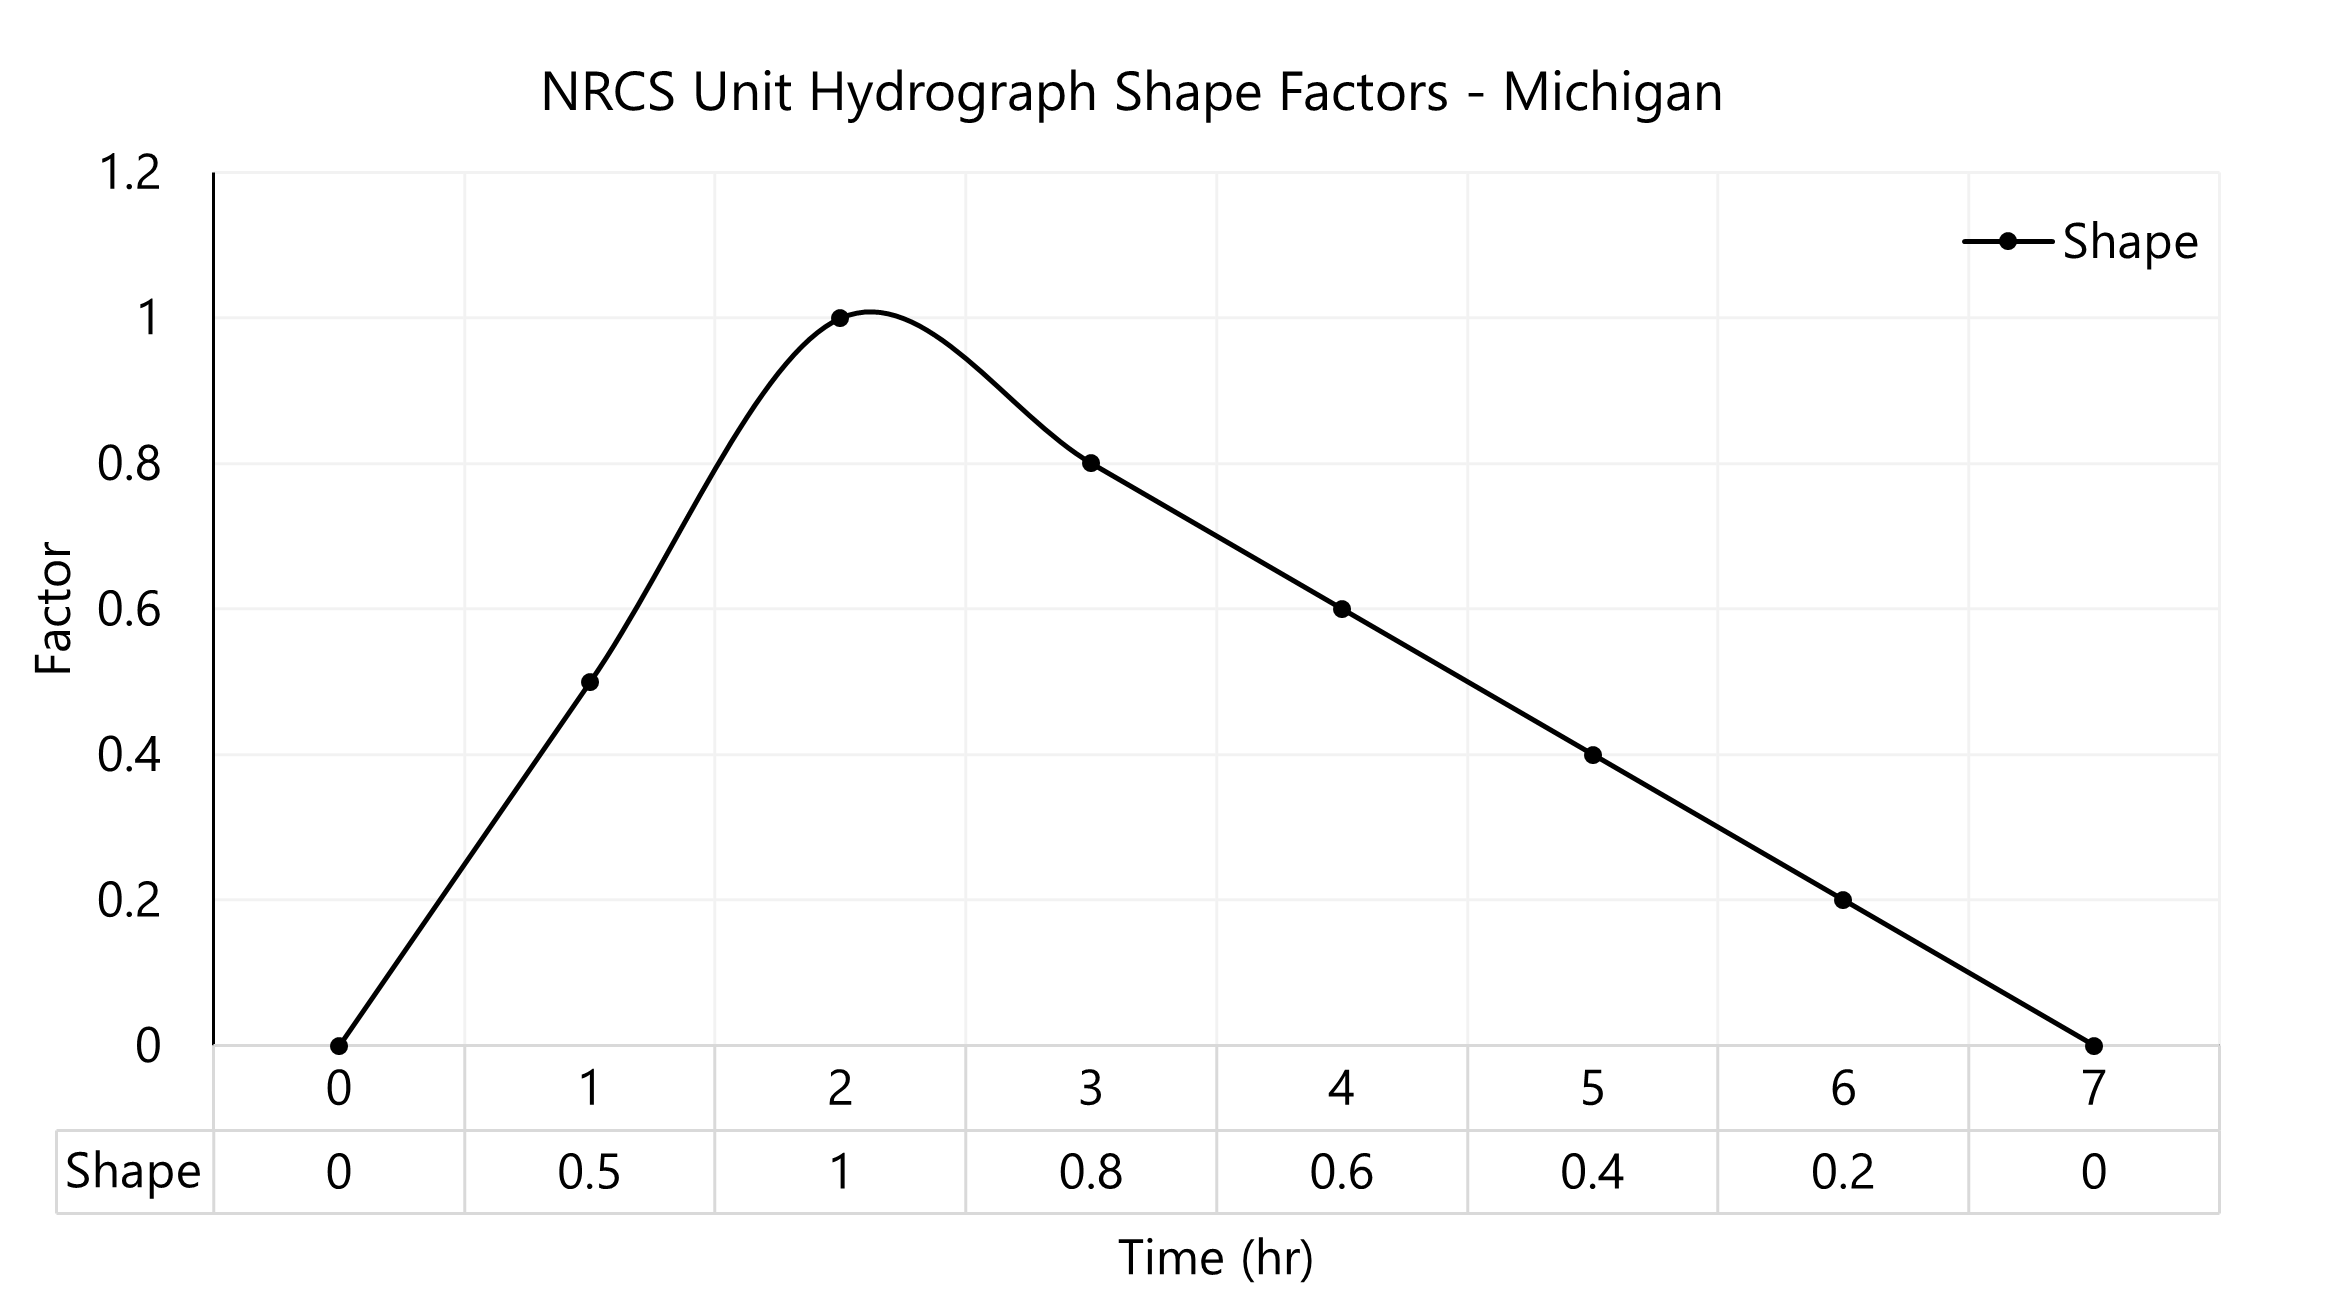 NRCS Unit Hydrograph Shape Factors - Michigan
1.2
Shape
1
0.8
0.6
Factor
0.4
0.2
0
0 1 2 3 4 5 6 7
Shape 0 0.5 1 0.8 0.6 0.4 0.2 0
Time (hr)